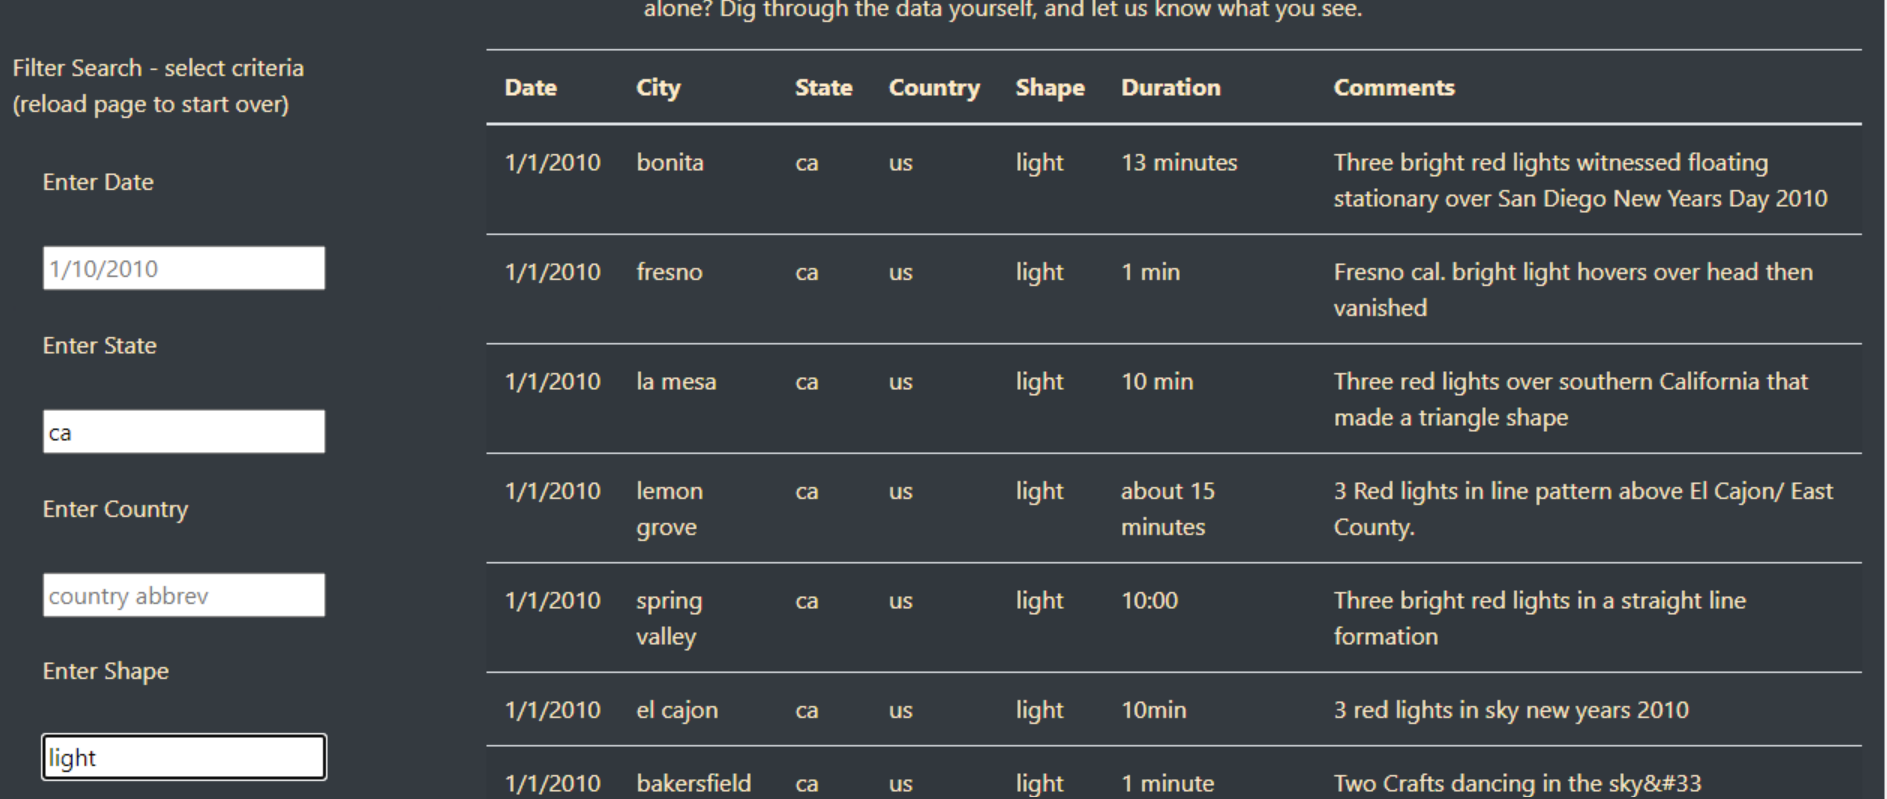 alone? Dig through the data yourself, and let us know what you see.
Filter Search - select criteria
(reload page to start over)
Enter Date
1/10/2010
Enter State
ca
Enter Country
country abbrev
Enter Shape
light
Date City State Country Shape Duration Comments
1/1/2010 bonita ca us light 13 minutes Three bright red lights witnessed floating
stationary over San Diego New Years Day 2010
1/1/2010 fresno ca us light 1 min Fresno cal. bright light hovers over head then
vanished
1/1/2010 la mesa ca us light 10 min Three red lights over southern California that
made a triangle shape
1/1/2010 lemon ca us light about 15 3 Red lights in line pattern above El Cajon/ East
grove minutes County.
1/1/2010 spring ca us light 10:00 Three bright red lights in a straight line
valley formation
1/1/2010 el cajon ca us light 10min 3 red lights in sky new years 2010
1/1/2010 bakersfield ca us light 1 minute Two Crafts dancing in the sky&#33